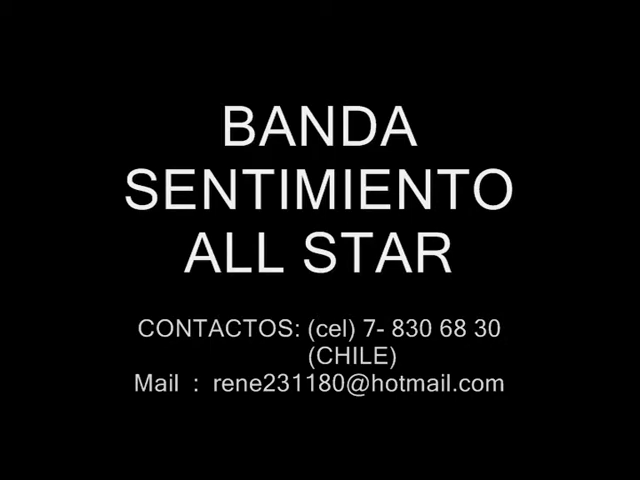 BANDA
SENTIMIENTO
ALL STAR
CONTACTOS: (cel) 7- 830 68 30
(CHILE)
Mail : rene231180@hotmail.com